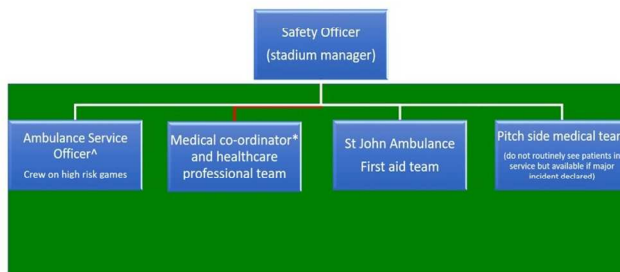 Safety Officer
(stadium manager)
Ambulance Service
Officer^
Crew on high risk games
Medical co-ordinator*
and healthcare
professional team
St John Ambulance
First aid team
Pitch side medical team
(do not routinely see patients in
service but available if major
incident declared)